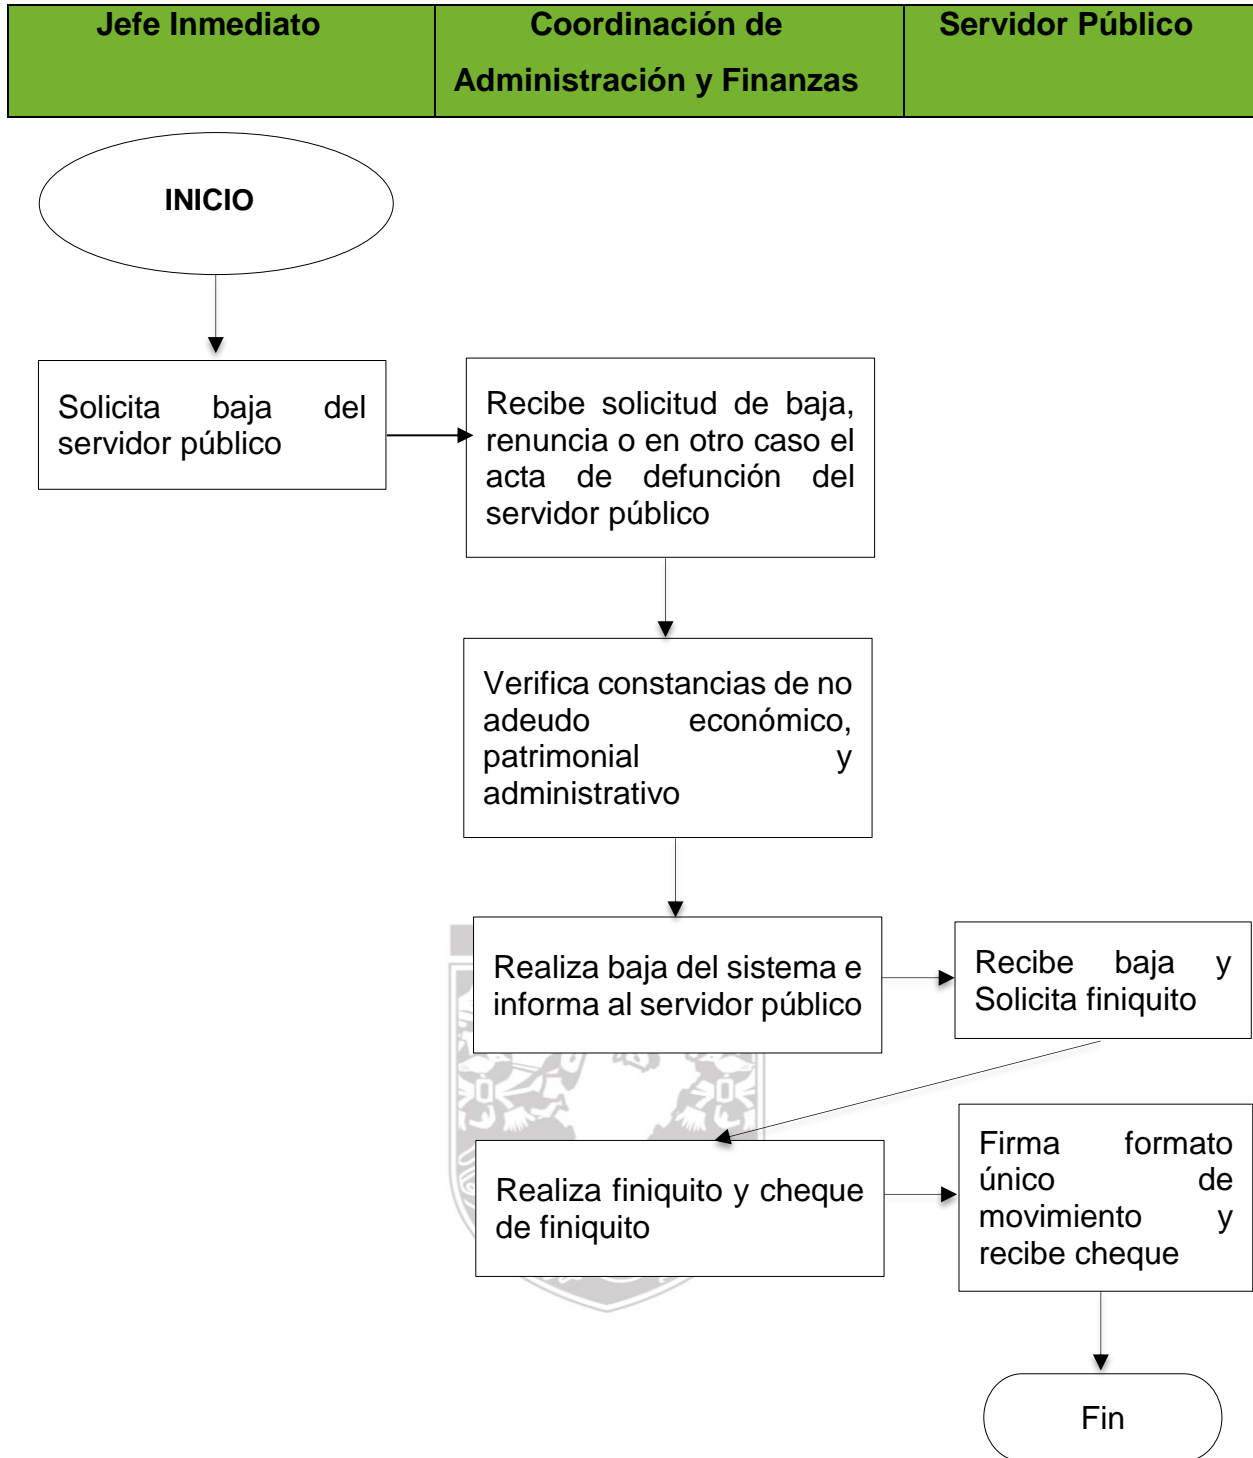 Jefe Inmediato
Coordinación de
Administración y Finanzas
Servidor Público
INICIO
Solicita baja del
servidor público
Recibe solicitud de baja,
renuncia o en otro caso el
acta de defunción del
servidor público
Verifica constancias de no
adeudo económico,
patrimonial y
administrativo
Realiza baja del sistema e
informa al servidor público
Recibe baja y
Solicita finiquito
Realiza finiquito y cheque
de finiquito
Firma formato
único de
movimiento y
recibe cheque
Fin